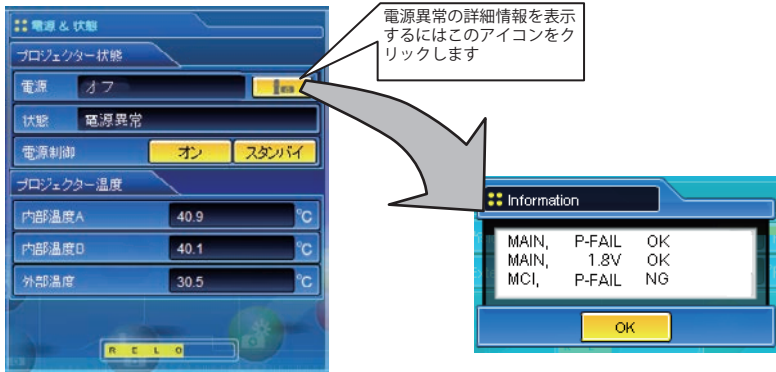 電源 & 状態
プロジェクター状態
電源 オフ
状態 電源異常
電源制御 オン スタンバイ
プロジェクター温度
内部温度A 40.9 °C
内部温度B 40.1 °C
外部温度 30.5 °C
R E L O
電源異常の詳細情報を表示
するにはこのアイコンをク
リックします
Information
MAIN, P-FAIL OK
MAIN, 1.8V OK
MCI, P-FAIL NG
OK